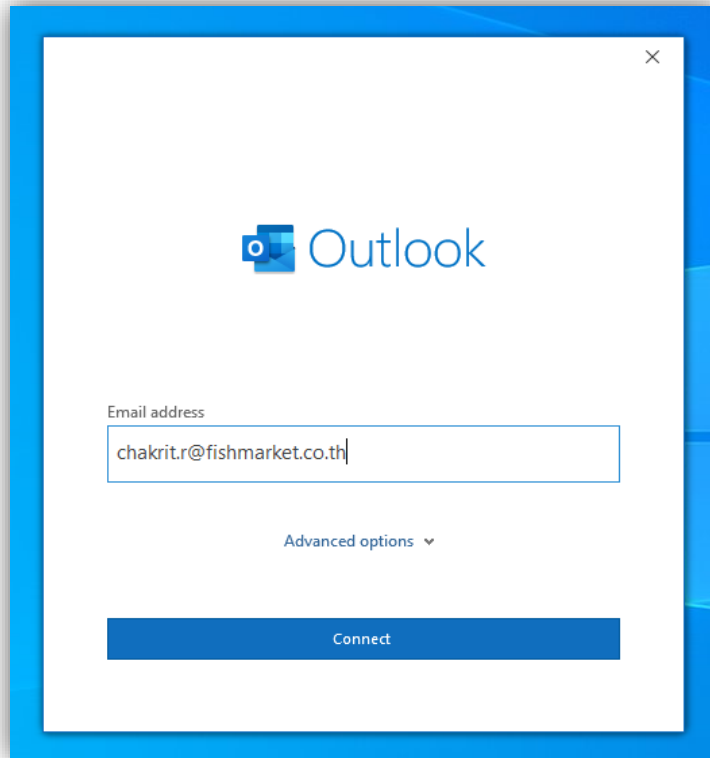 Outlook
Email address
chakrit.r@fishmarket.co.th
Advanced options
Connect